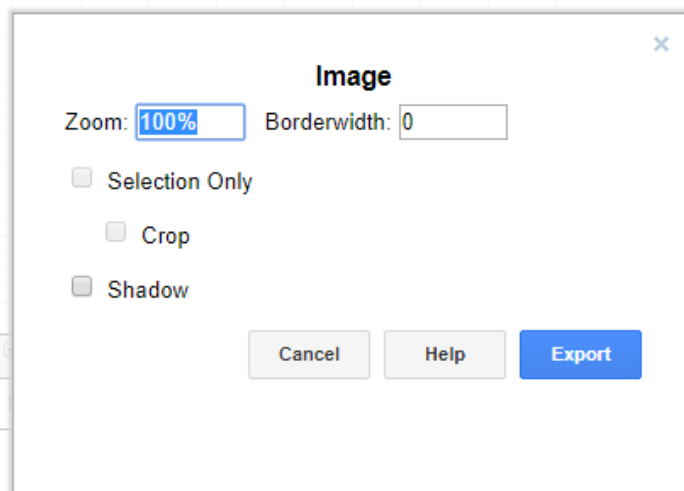 Image
Zoom: 100% Borderwidth: 0
Selection Only
Crop
Shadow
Cancel Help Export